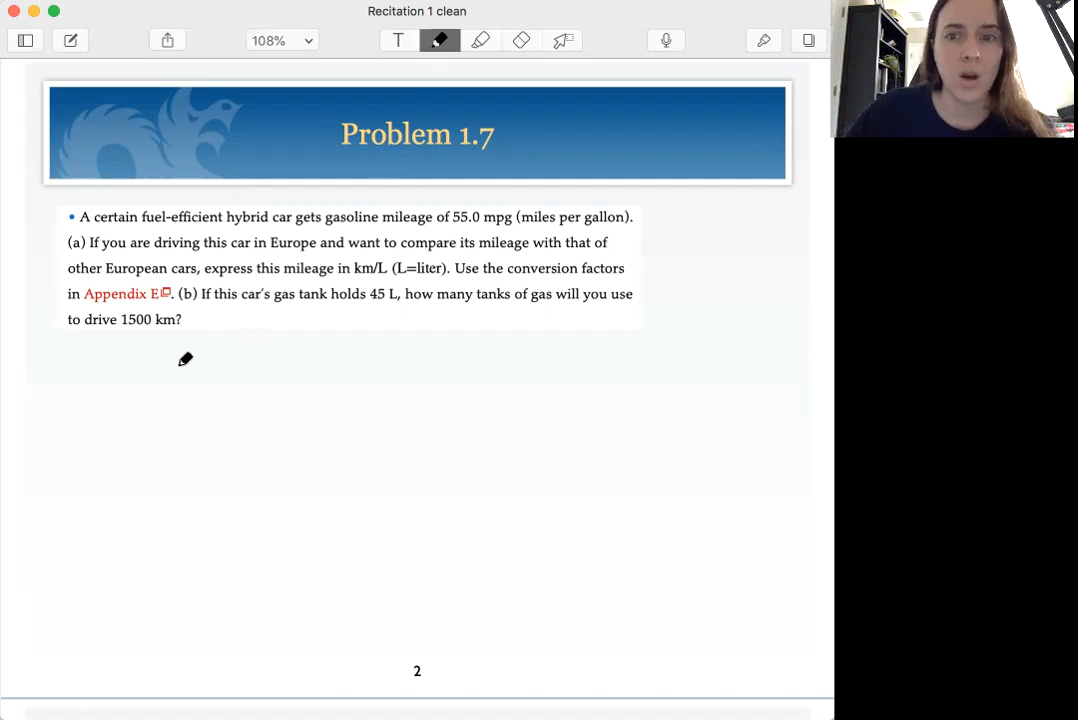 Recitation 1 clean
108%
T
Problem 1.7
• A certain fuel-efficient hybrid car gets gasoline mileage of 55.0 mpg (miles per gallon).
(a) If you are driving this car in Europe and want to compare its mileage with that of
other European cars, express this mileage in km/L (L=liter). Use the conversion factors
in Appendix E. (b) If this car's gas tank holds 45 L, how many tanks of gas will you use
to drive 1500 km?
2